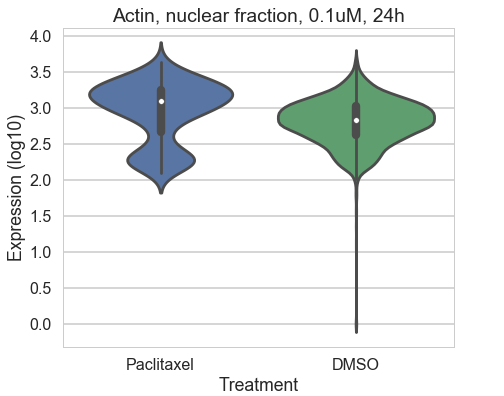 Actin, nuclear fraction, 0.1uM, 24h
4.0
3.5
3.0
2.5
2.0
1.5
1.0
0.5
0.0
Expression (log10)
Paclitaxel DMSO
Treatment